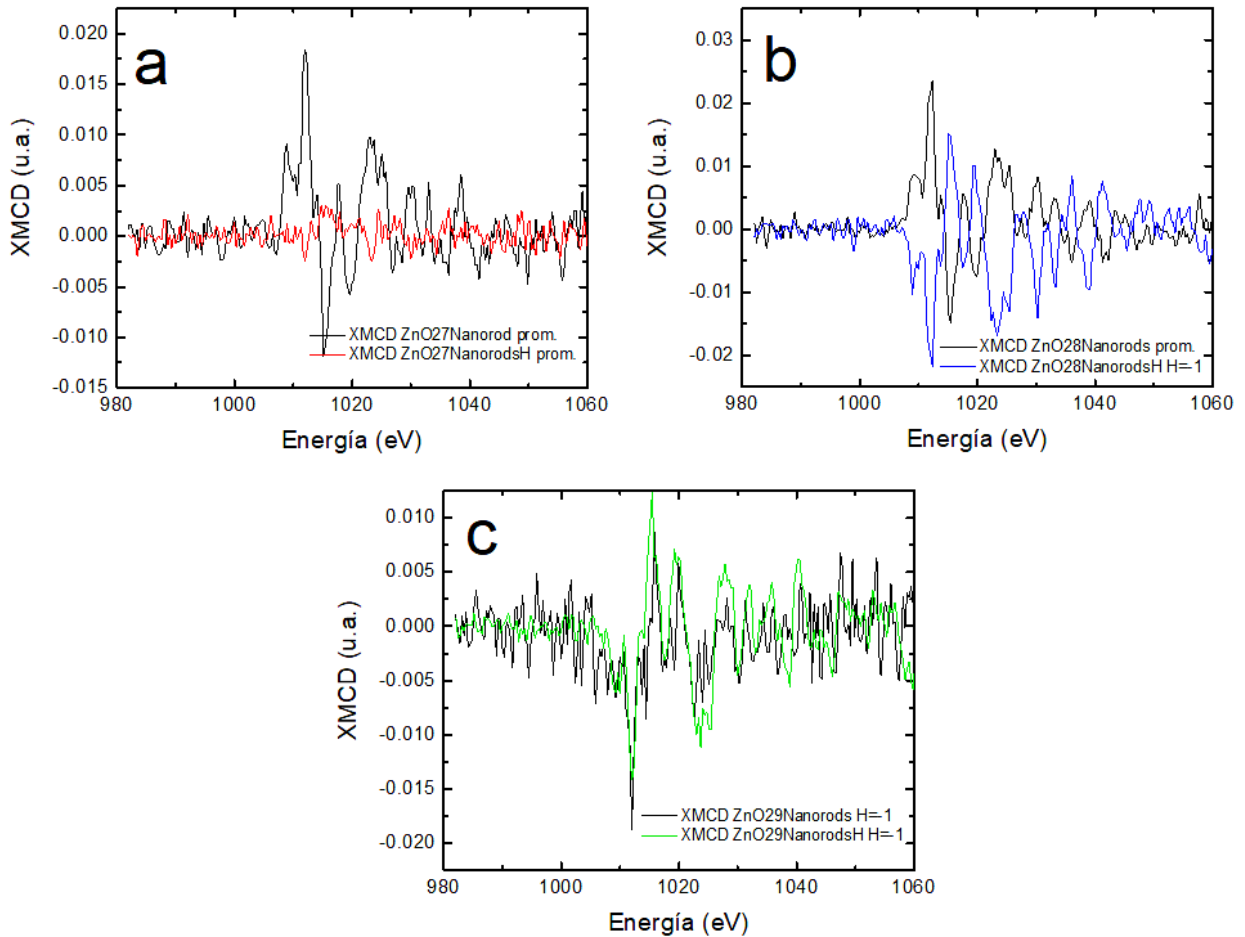 a
0.020
0.015
0.010
0.005
0.000
-0.005
-0.010
-0.015
XMCD (u.a.)
XMCD ZnO27Nanorod prom.
XMCD ZnO27NanorodsH prom.
980 1000 1020 1040 1060
Energía (eV)
b
0.03
0.02
0.01
0.00
-0.01
-0.02
XMCD (u.a.)
XMCD ZnO28Nanorods prom.
XMCD ZnO28NanorodsH H=-1
980 1000 1020 1040 1060
Energía (eV)
c
0.010
0.005
0.000
-0.005
-0.010
-0.015
-0.020
XMCD (u.a.)
XMCD ZnO29Nanorods H=-1
XMCD ZnO29NanorodsH H=-1
980 1000 1020 1040 1060
Energía (eV)